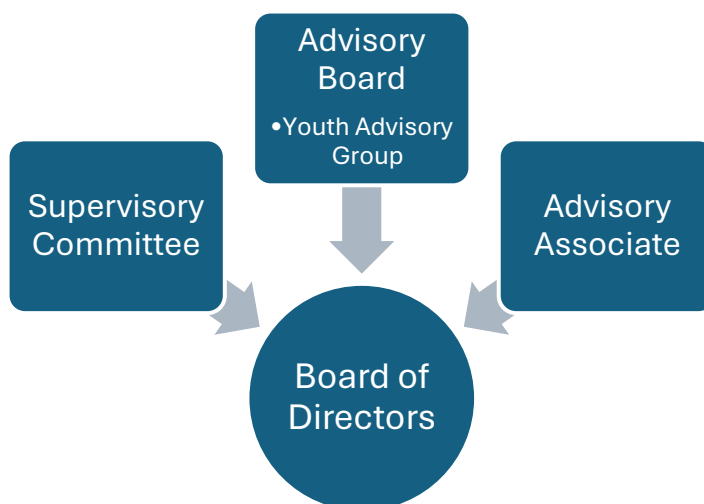 Advisory
Board
•Youth Advisory
Group
Supervisory
Committee
Advisory
Associate
Board of
Directors